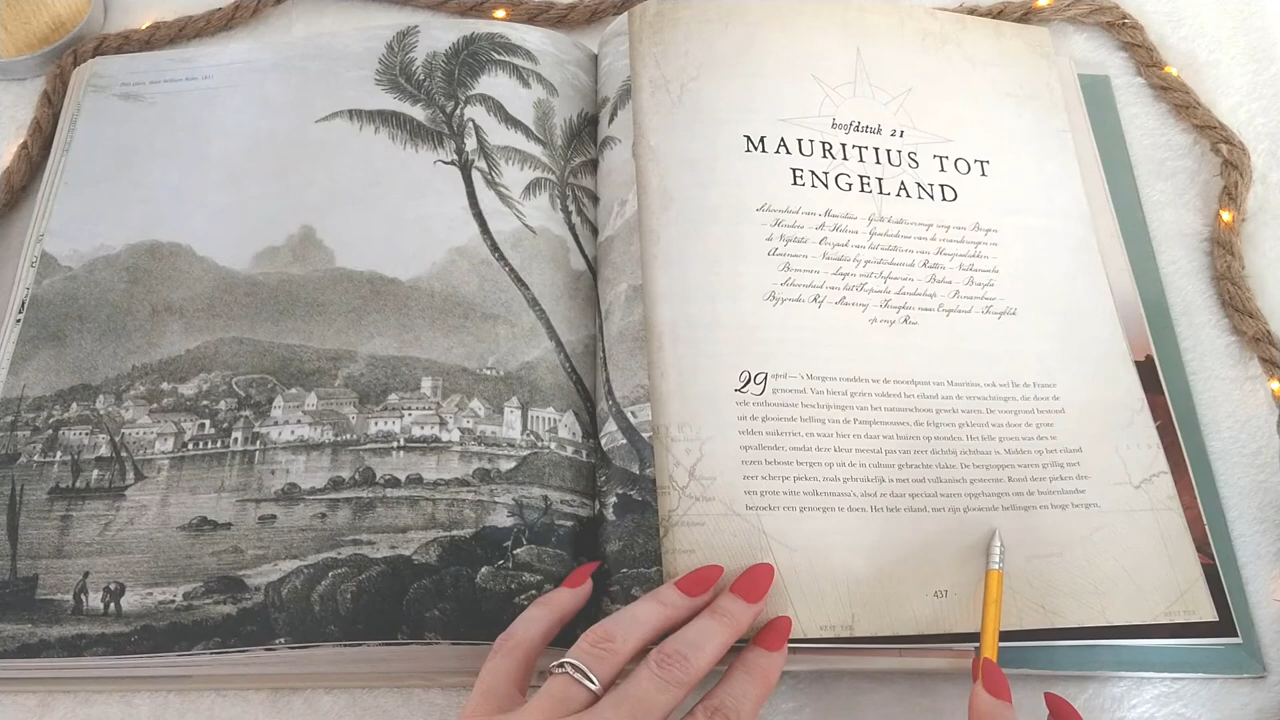 Port Louis, door William Rider, 1841
hoofdstuk 21
MAURITIUS TOT
ENGELAND
Schoonheid van Mauritius – Grote kratervormige ring van Bergen
– Hindoes – St. Helena – Geschiedenis van de veranderingen in
de Vegetatie – Oorzaak van het uitsterven van Huisjesslakken –
Ascension – Variaties bij geïntroduceerde Ratten – Vulkanische
Bommen – Lagen met Infusoriën – Bahia – Brazilië
– Schoonheid van het Tropische Landschap – Pernambuco –
Bijzonder Rif – Slavernij – Terugkeer naar Engeland – Terugblik
op onze Reis.
29 april — 's Morgens rondden we de noordpunt van Mauritius, ook wel Île de France
genoemd. Van hieraf gezien voldeed het eiland aan de verwachtingen, die door de
vele enthousiaste beschrijvingen van het natuurschoon gewekt waren. De voorgrond bestond
uit de glooiende helling van de Pamplemousses, die felgroen gekleurd was door de grote
velden suikerriet, en waar hier en daar wat huizen op stonden. Het felle groen was des te
opvallender, omdat deze kleur meestal pas van zeer dichtbij zichtbaar is. Midden op het eiland
rezen beboste bergen op uit de in cultuur gebrachte vlakte. De bergtoppen waren grillig met
zeer scherpe pieken, zoals gebruikelijk is met oud vulkanisch gesteente. Rond deze pieken dre-
ven grote witte wolkenmassa's, alsof ze daar speciaal waren opgehangen om de buitenlandse
bezoeker een genoegen te doen. Het hele eiland, met zijn glooiende hellingen en hoge bergen,
· 437 ·